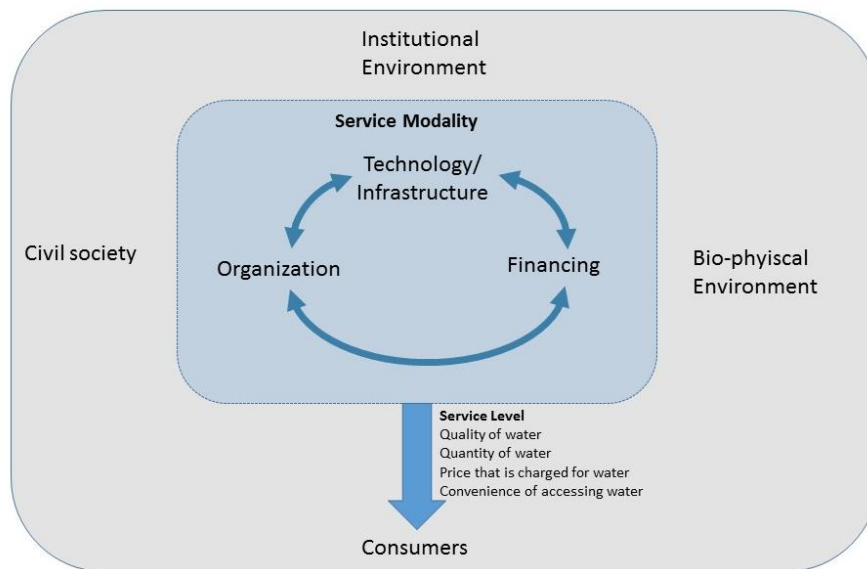 Institutional
Environment
Service Modality
Technology/
Infrastructure
Civil society
Organization
Financing
Bio-phyiscal
Environment
Service Level
Quality of water
Quantity of water
Price that is charged for water
Convenience of accessing water
Consumers